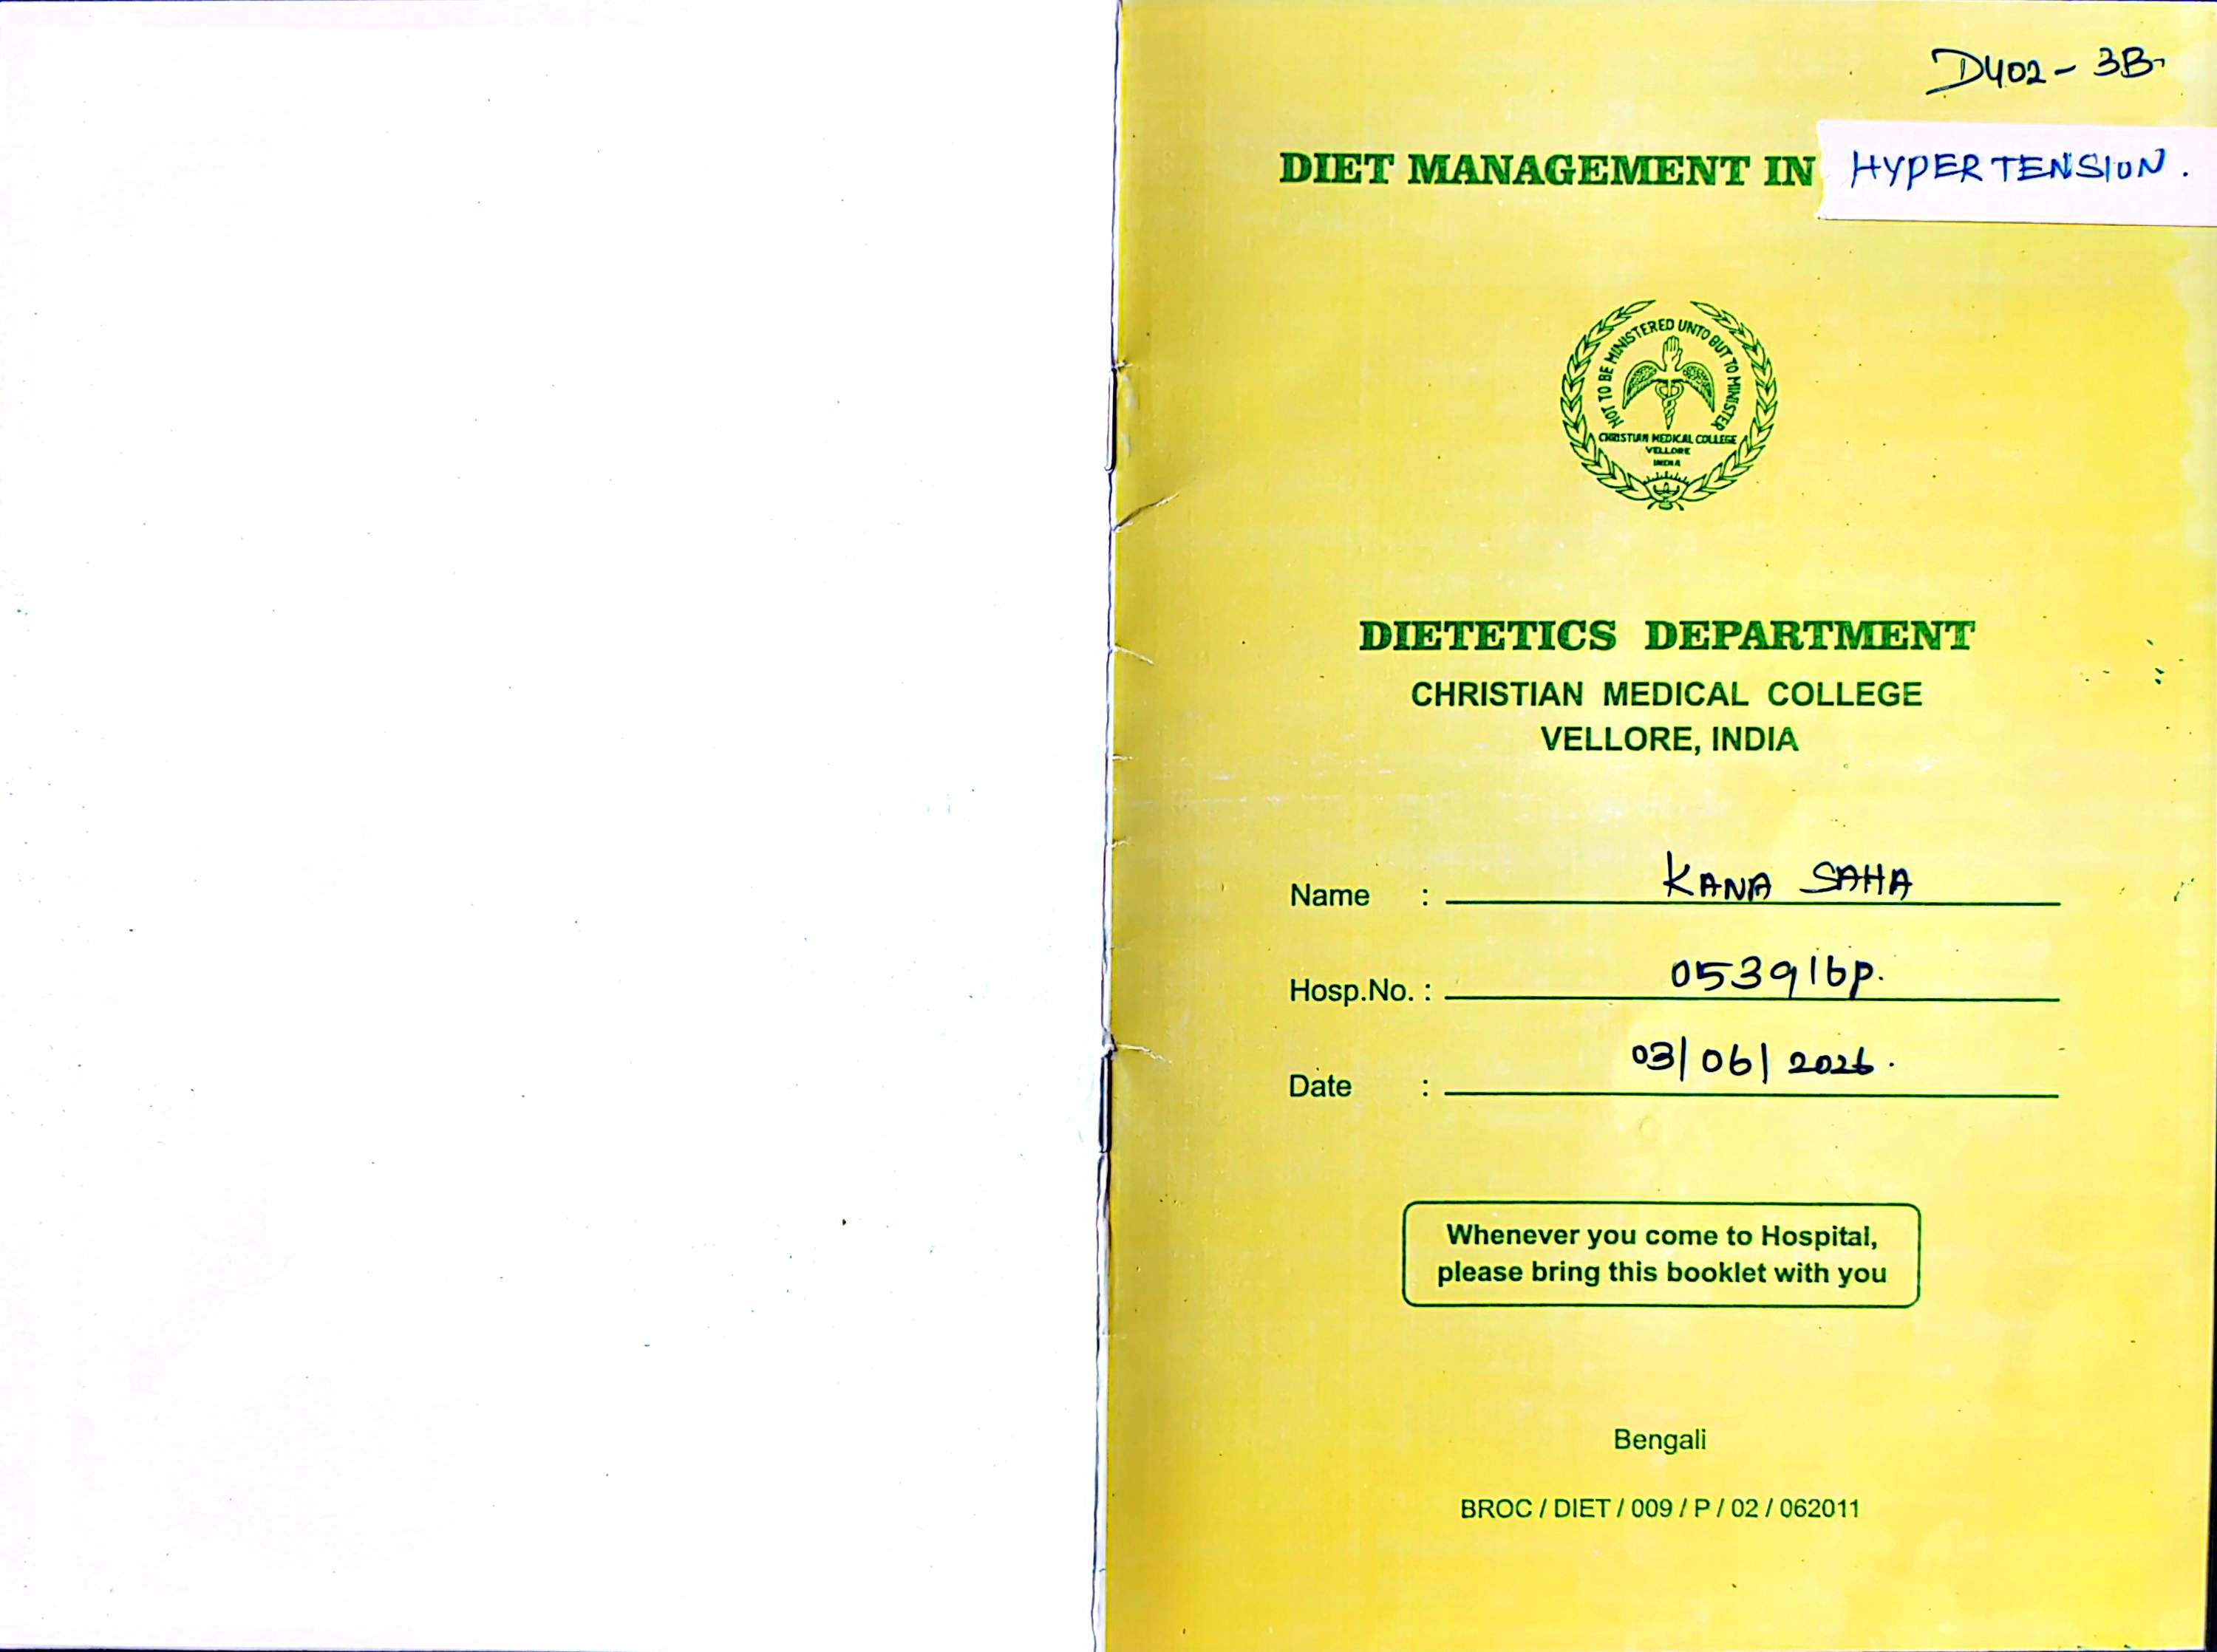 D402 - 3B
DIET MANAGEMENT IN HYPERTENSION.
NOT TO BE MINISTERED UNTO BUT TO MINISTER
CHRISTIAN MEDICAL COLLEGE
VELLORE
INDIA
DIETETICS DEPARTMENT
CHRISTIAN MEDICAL COLLEGE
VELLORE, INDIA
Name : KANA SAHA
Hosp.No. : 053916p.
Date : 03/06/2026.
Whenever you come to Hospital,
please bring this booklet with you
Bengali
BROC / DIET / 009 / P / 02 / 062011